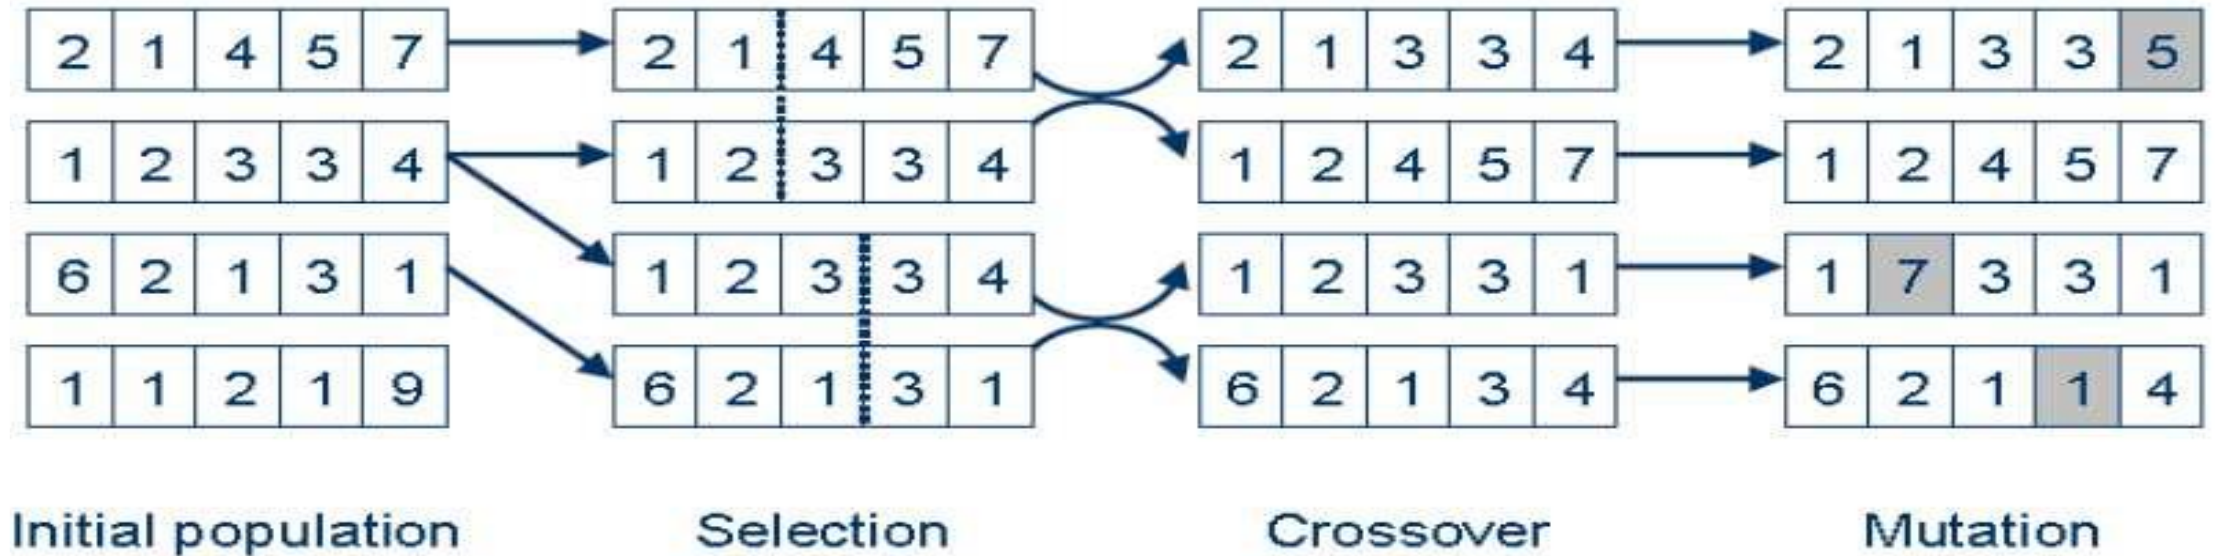 2 1 4 5 7 2 1 4 5 7 2 1 3 3 4 2 1 3 3 5
1 2 3 3 4 1 2 3 3 4 1 2 4 5 7 1 2 4 5 7
6 2 1 3 1 1 2 3 3 4 1 2 3 3 1 1 7 3 3 1
1 1 2 1 9 6 2 1 3 1 6 2 1 3 4 6 2 1 1 4
Initial population Selection Crossover Mutation